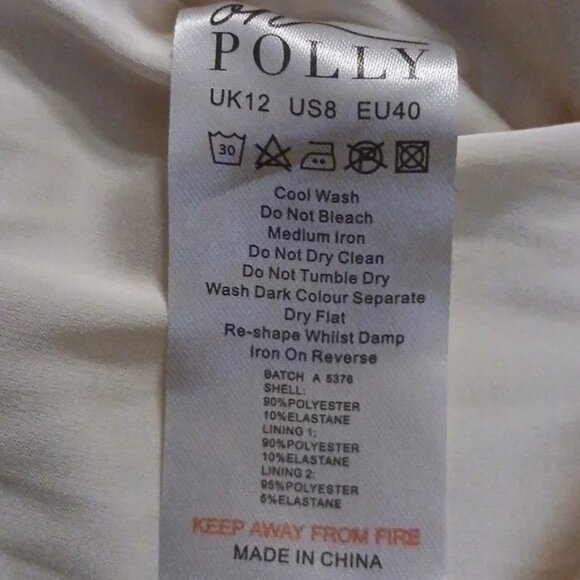 oh
POLLY
UK12 US8 EU40
30
P
Cool Wash
Do Not Bleach
Medium Iron
Do Not Dry Clean
Do Not Tumble Dry
Wash Dark Colour Separate
Dry Flat
Re-shape Whilst Damp
Iron On Reverse
BATCH A 5376
SHELL:
90%POLYESTER
10%ELASTANE
LINING 1:
90%POLYESTER
10%ELASTANE
LINING 2:
95%POLYESTER
5%ELASTANE
KEEP AWAY FROM FIRE
MADE IN CHINA